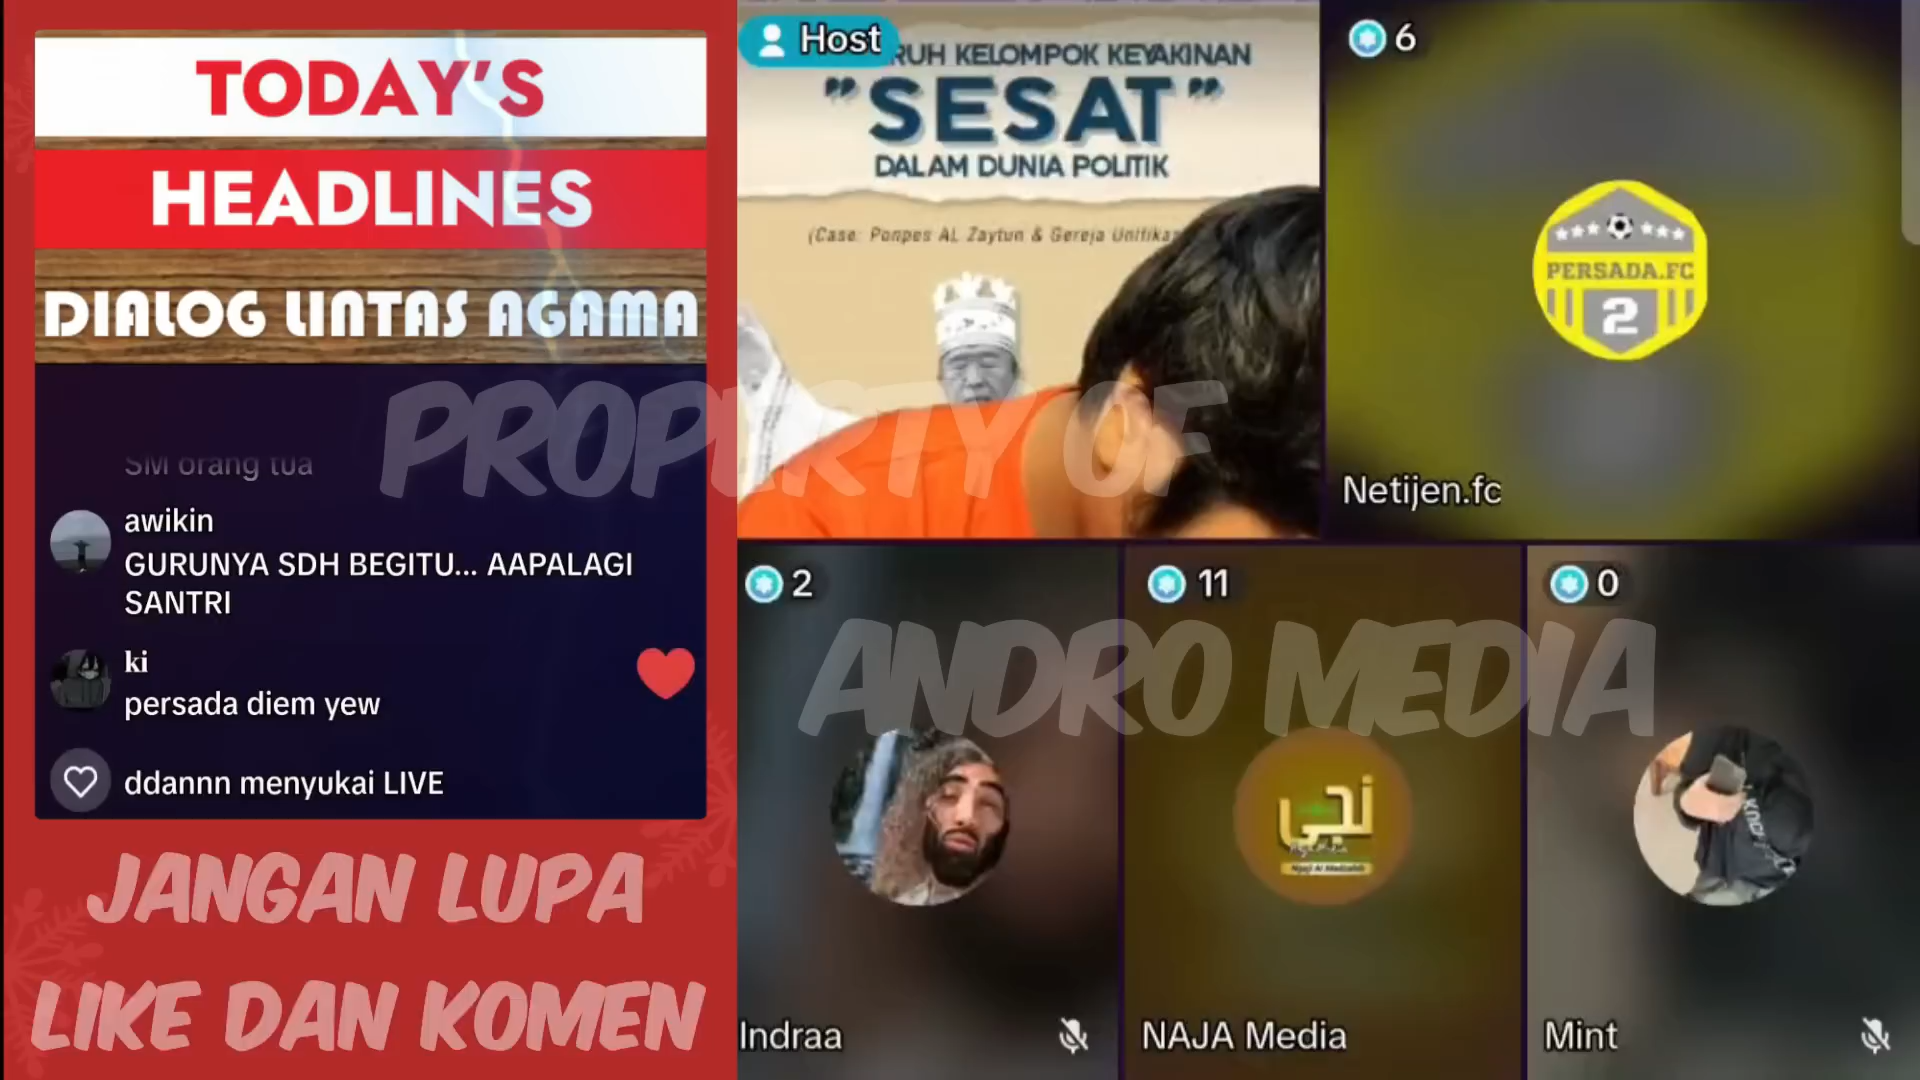 TODAY'S
HEADLINES
DIALOG LINTAS AGAMA
SM orang tua
awikin
GURUNYA SDH BEGITU... AAPALAGI
SANTRI
ki
persada diem yew
ddannn menyukai LIVE
JANGAN LUPA
LIKE DAN KOMEN
Host
KELOMPOK KEYAKINAN
"SESAT"
DALAM DUNIA POLITIK
(Case: Ponpes AL Zaytun & Gereja
6
PERSADA.FC
2
Netijen.fc
PROPERTY OF
ANDRO MEDIA
2
Indraa
11
نجى
NAJA Media
0
Mint